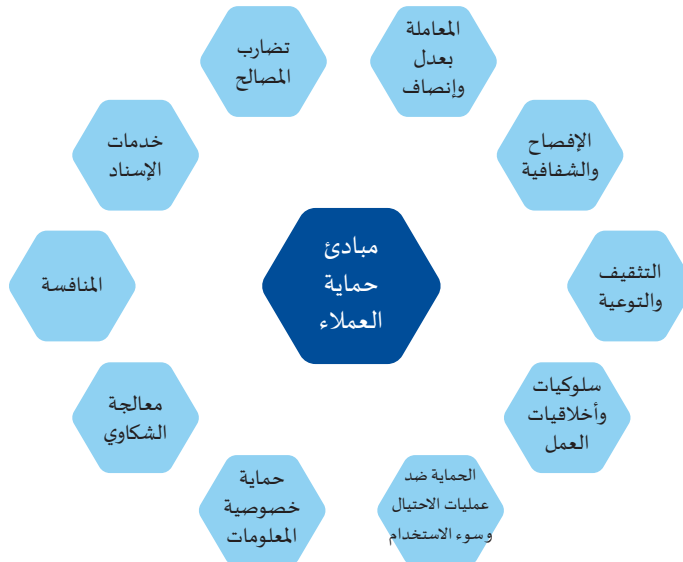 مبادئ
حماية
العملاء
المعاملة
بعدل
وإنصاف
الإفصاح
والشفافية
التثقيف
والتوعية
سلوكيات
وأخلاقيات
العمل
الحماية ضد
عمليات الاحتيال
وسوء الاستخدام
حماية
خصوصية
المعلومات
معالجة
الشكاوي
المنافسة
خدمات
الإسناد
تضارب
المصالح